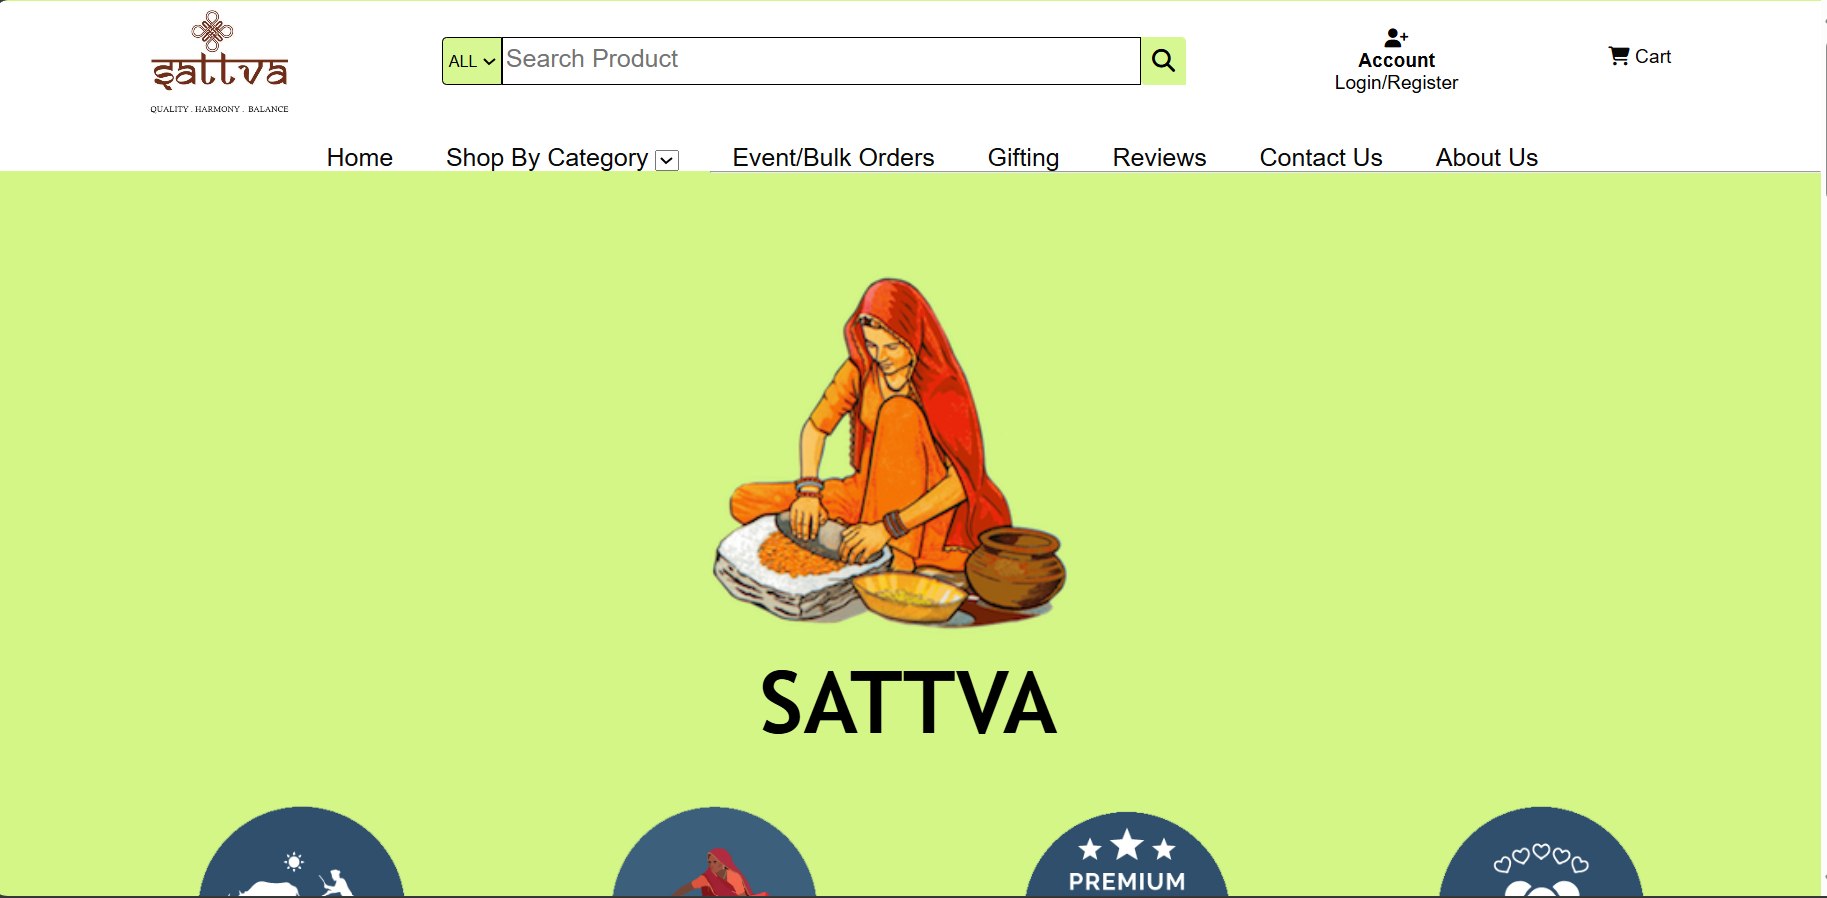 sattva
QUALITY . HARMONY . BALANCE
ALL
Search Product
Account
Login/Register
Cart
Home
Shop By Category
Event/Bulk Orders
Gifting
Reviews
Contact Us
About Us
SATTVA
PREMIUM